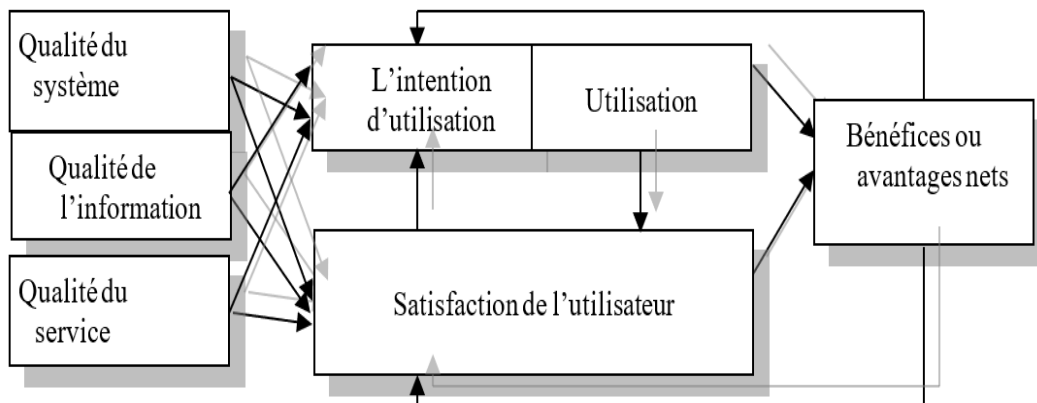 Qualité du
système
Qualité de
l’information
Qualité du
service
L’intention
d’utilisation
Utilisation
Satisfaction de l’utilisateur
Bénéfices ou
avantages nets